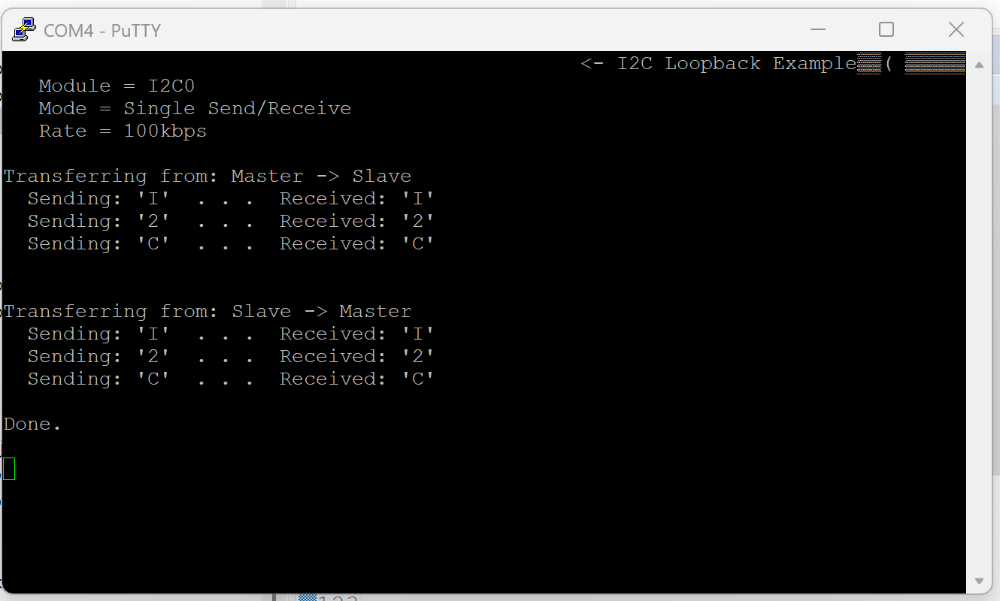 COM4 - PuTTY
<- I2C Loopback Example▒▒( ▒▒▒▒▒
Module = I2C0
Mode = Single Send/Receive
Rate = 100kbps
Transferring from: Master -> Slave
Sending: 'I'  . . .  Received: 'I'
Sending: '2'  . . .  Received: '2'
Sending: 'C'  . . .  Received: 'C'
Transferring from: Slave -> Master
Sending: 'I'  . . .  Received: 'I'
Sending: '2'  . . .  Received: '2'
Sending: 'C'  . . .  Received: 'C'
Done.